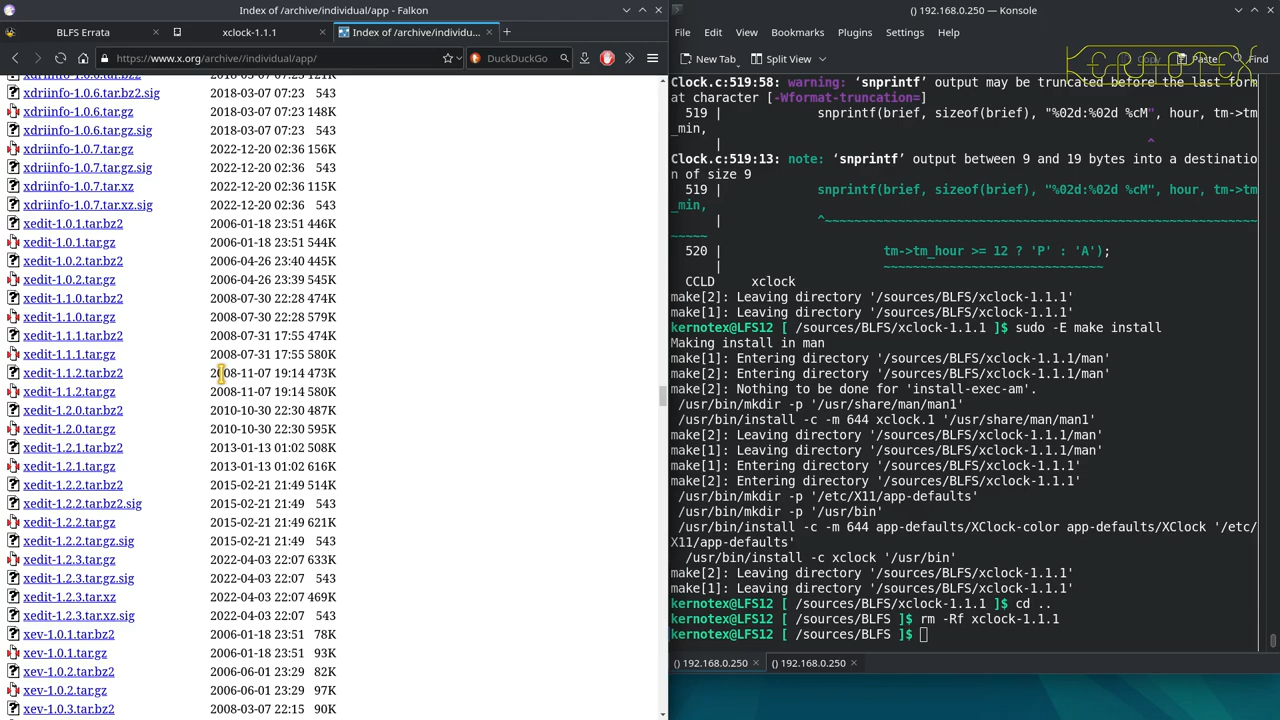 Index of /archive/individual/app - Falkon
BLFS Errata
xclock-1.1.1
Index of /archive/individu...
https://www.x.org/archive//individual/app/
DuckDuckGo
xdriinfo-1.0.6.tar.bz2 2018-03-07 07:23 121K
xdriinfo-1.0.6.tar.bz2.sig 2018-03-07 07:23 543
xdriinfo-1.0.6.tar.gz 2018-03-07 07:23 148K
xdriinfo-1.0.6.tar.gz.sig 2018-03-07 07:23 543
xdriinfo-1.0.7.tar.gz 2022-12-20 02:36 156K
xdriinfo-1.0.7.tar.gz.sig 2022-12-20 02:36 543
xdriinfo-1.0.7.tar.xz 2022-12-20 02:36 115K
xdriinfo-1.0.7.tar.xz.sig 2022-12-20 02:36 543
xedit-1.0.1.tar.bz2 2006-01-18 23:51 446K
xedit-1.0.1.tar.gz 2006-01-18 23:51 544K
xedit-1.0.2.tar.bz2 2006-04-26 23:40 445K
xedit-1.0.2.tar.gz 2006-04-26 23:39 545K
xedit-1.1.0.tar.bz2 2008-07-30 22:28 474K
xedit-1.1.0.tar.gz 2008-07-30 22:28 579K
xedit-1.1.1.tar.bz2 2008-07-31 17:55 474K
xedit-1.1.1.tar.gz 2008-07-31 17:55 580K
xedit-1.1.2.tar.bz2 2008-11-07 19:14 473K
xedit-1.1.2.tar.gz 2008-11-07 19:14 580K
xedit-1.2.0.tar.bz2 2010-10-30 22:30 487K
xedit-1.2.0.tar.gz 2010-10-30 22:30 595K
xedit-1.2.1.tar.bz2 2013-01-13 01:02 508K
xedit-1.2.1.tar.gz 2013-01-13 01:02 616K
xedit-1.2.2.tar.bz2 2015-02-21 21:49 514K
xedit-1.2.2.tar.bz2.sig 2015-02-21 21:49 543
xedit-1.2.2.tar.gz 2015-02-21 21:49 621K
xedit-1.2.2.tar.gz.sig 2015-02-21 21:49 543
xedit-1.2.3.tar.gz 2022-04-03 22:07 633K
xedit-1.2.3.tar.gz.sig 2022-04-03 22:07 543
xedit-1.2.3.tar.xz 2022-04-03 22:07 469K
xedit-1.2.3.tar.xz.sig 2022-04-03 22:07 543
xev-1.0.1.tar.bz2 2006-01-18 23:51 78K
xev-1.0.1.tar.gz 2006-01-18 23:51 93K
xev-1.0.2.tar.bz2 2006-06-01 23:29 82K
xev-1.0.2.tar.gz 2006-06-01 23:29 97K
xev-1.0.3.tar.bz2 2008-03-07 22:15 90K
() 192.168.0.250 — Konsole
File Edit View Bookmarks Plugins Settings Help
New Tab Split View Copy Paste Find
KERNOTEX
Clock.c:519:58: warning: ‘snprintf’ output may be truncated before the last form
at character [-Wformat-truncation=]
519 | snprintf(brief, sizeof(brief), "%02d:%02d %cM", hour, tm->tm
_min,
| ^
Clock.c:519:13: note: ‘snprintf’ output between 9 and 19 bytes into a destinatio
n of size 9
519 | snprintf(brief, sizeof(brief), "%02d:%02d %cM", hour, tm->tm
_min,
| ^~~~~~~~~~~~~~~~~~~~~~~~~~~~~~~~~~~~~~~~~~~~~~~~~~~~~~~~~
~~~~~
520 | tm->tm_hour >= 12 ? 'P' : 'A');
| ~~~~~~~~~~~~~~~~~~~~~~~~~~~~~
CCLD xclock
make[2]: Leaving directory '/sources/BLFS/xclock-1.1.1'
make[1]: Leaving directory '/sources/BLFS/xclock-1.1.1'
kernotex@LFS12 [ /sources/BLFS/xclock-1.1.1 ]$ sudo -E make install
Making install in man
make[1]: Entering directory '/sources/BLFS/xclock-1.1.1/man'
make[2]: Entering directory '/sources/BLFS/xclock-1.1.1/man'
make[2]: Nothing to be done for 'install-exec-am'.
/usr/bin/mkdir -p '/usr/share/man/man1'
/usr/bin/install -c -m 644 xclock.1 '/usr/share/man/man1'
make[2]: Leaving directory '/sources/BLFS/xclock-1.1.1/man'
make[1]: Leaving directory '/sources/BLFS/xclock-1.1.1/man'
make[1]: Entering directory '/sources/BLFS/xclock-1.1.1'
make[2]: Entering directory '/sources/BLFS/xclock-1.1.1'
/usr/bin/mkdir -p '/etc/X11/app-defaults'
/usr/bin/mkdir -p '/usr/bin'
/usr/bin/install -c -m 644 app-defaults/XClock-color app-defaults/XClock '/etc/
X11/app-defaults'
/usr/bin/install -c xclock '/usr/bin'
make[2]: Leaving directory '/sources/BLFS/xclock-1.1.1'
make[1]: Leaving directory '/sources/BLFS/xclock-1.1.1'
kernotex@LFS12 [ /sources/BLFS/xclock-1.1.1 ]$ cd ..
kernotex@LFS12 [ /sources/BLFS ]$ rm -Rf xclock-1.1.1
kernotex@LFS12 [ /sources/BLFS ]$
() 192.168.0.250
() 192.168.0.250